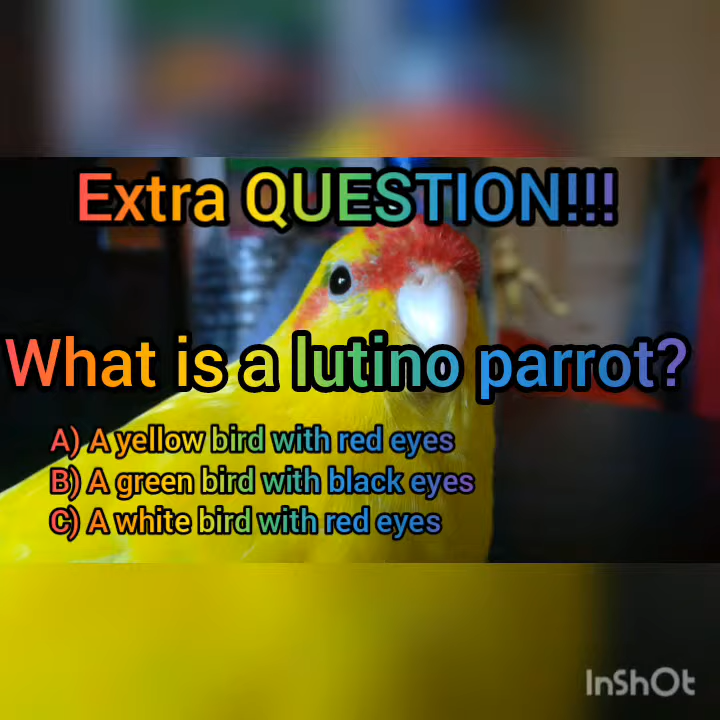 Extra QUESTION!!!
What is a lutino parrot?
A) A yellow bird with red eyes
B) A green bird with black eyes
C) A white bird with red eyes
InShOt